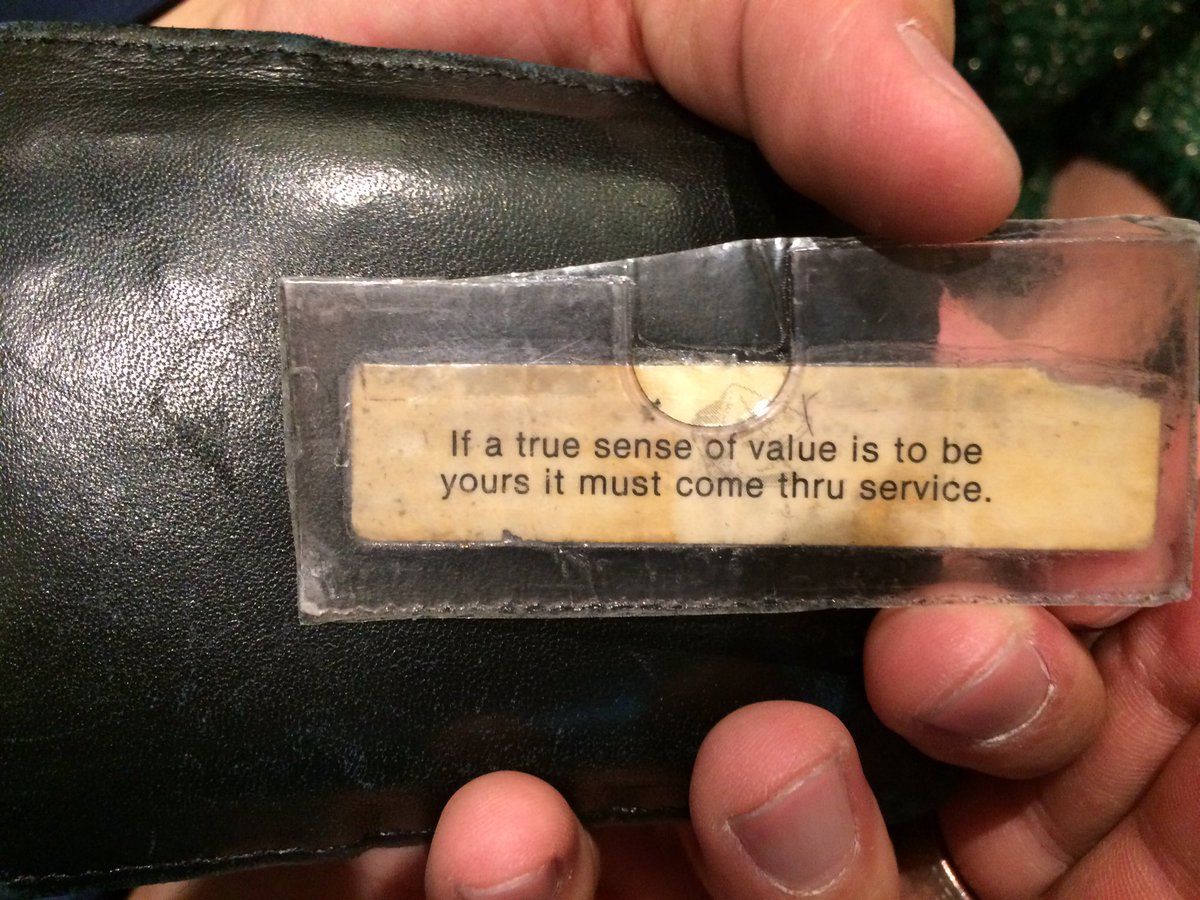 If a true sense of value is to be
yours it must come thru service.